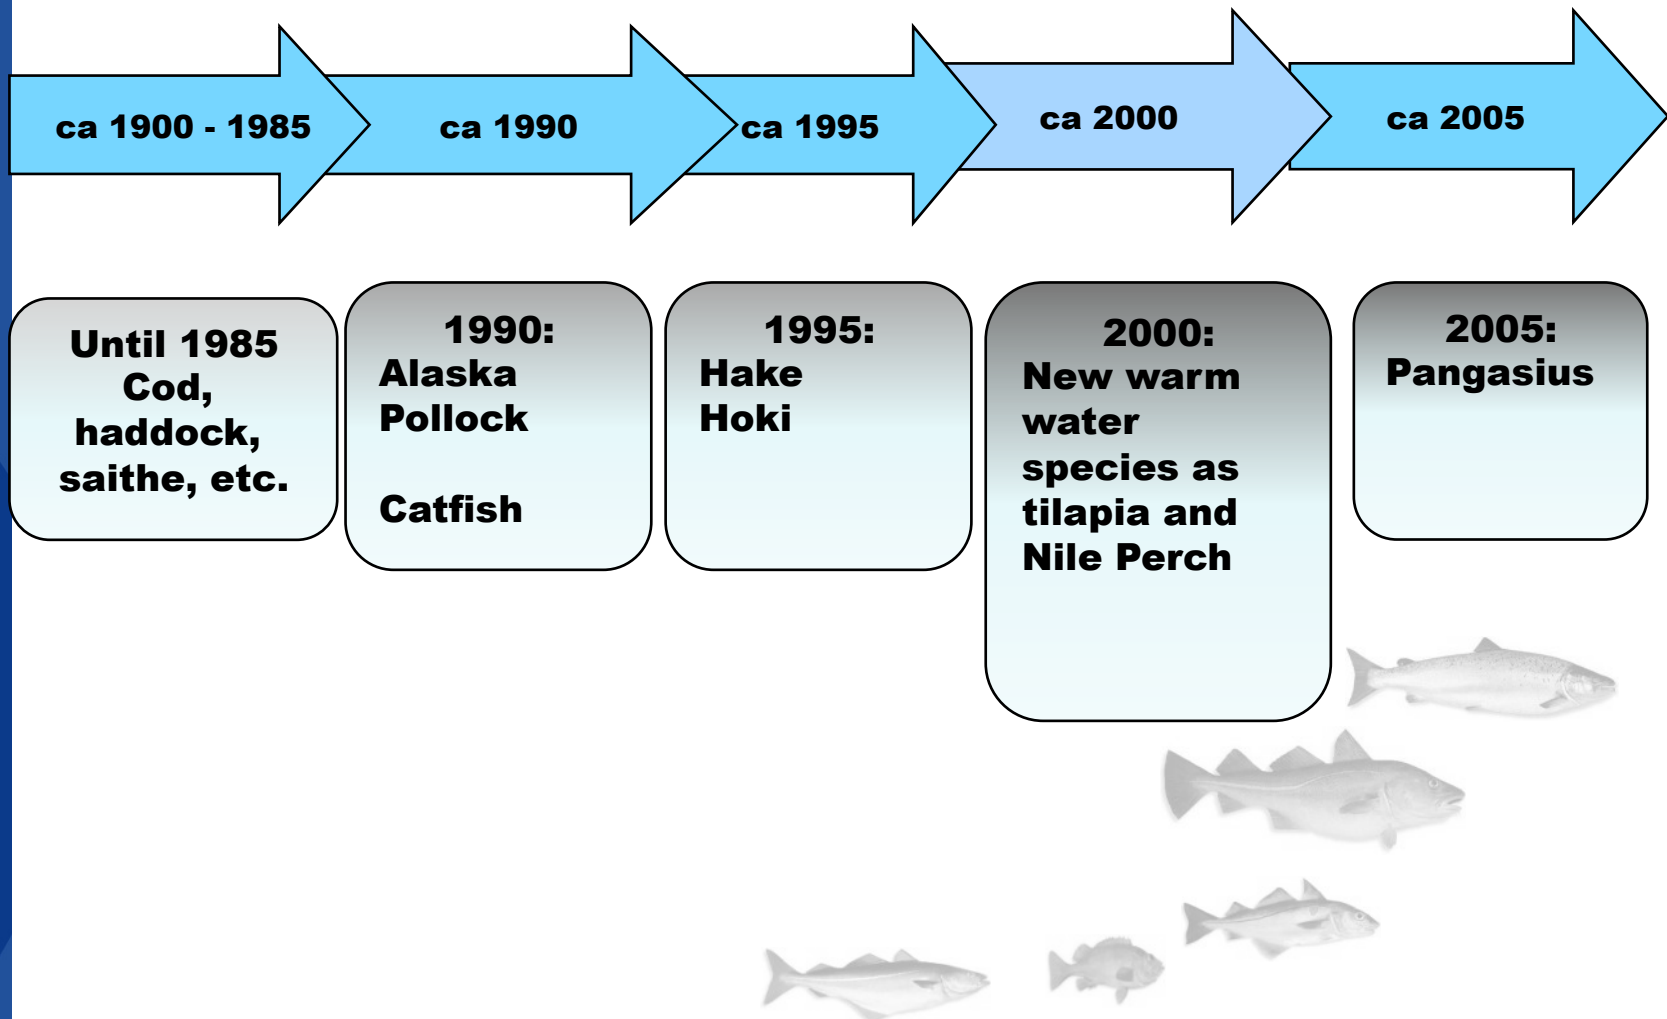 ca 1900 - 1985
ca 1990
ca 1995
ca 2000
ca 2005
Until 1985
Cod,
haddock,
saithe, etc.
1990:
Alaska
Pollock
Catfish
1995:
Hake
Hoki
2000:
New warm
water
species as
tilapia and
Nile Perch
2005:
Pangasius